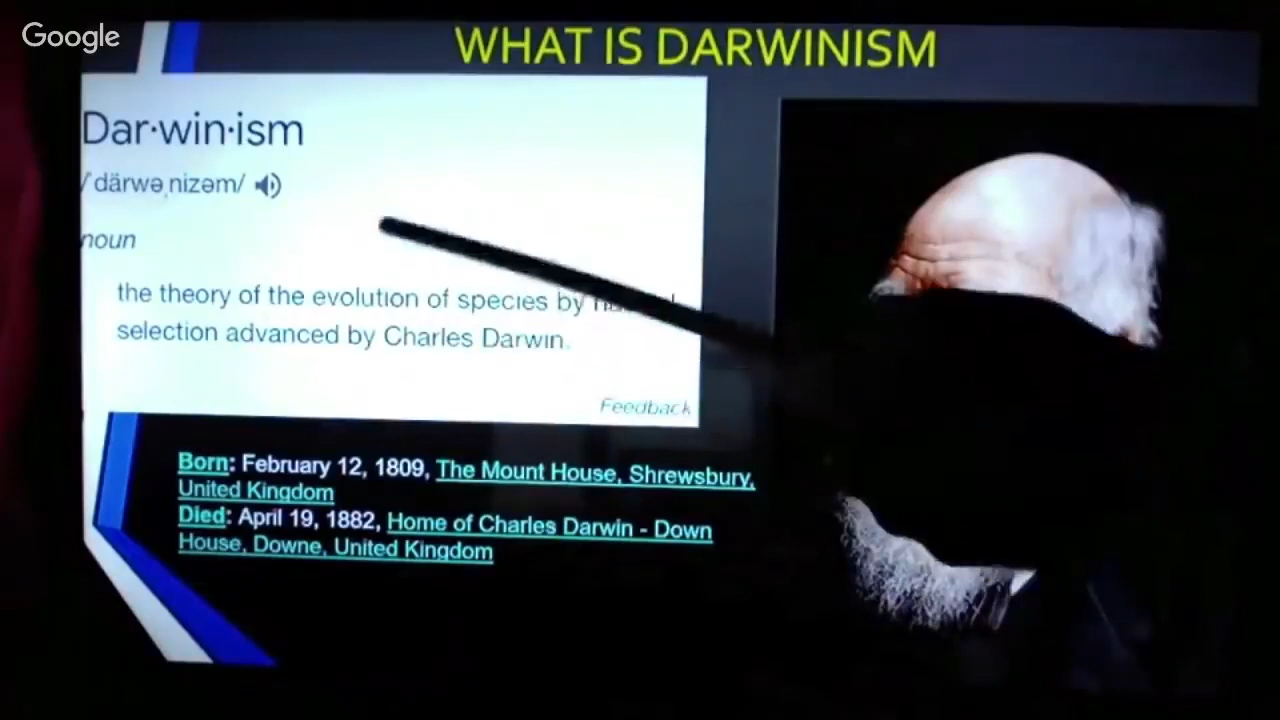 Google
WHAT IS DARWINISM
Dar·win·ism
/ˈdärwəˌnizəm/
noun
the theory of the evolution of species by
selection advanced by Charles Darwin.
Feedback
Born: February 12, 1809, The Mount House, Shrewsbury,
United Kingdom
Died: April 19, 1882, Home of Charles Darwin - Down
House, Downe, United Kingdom